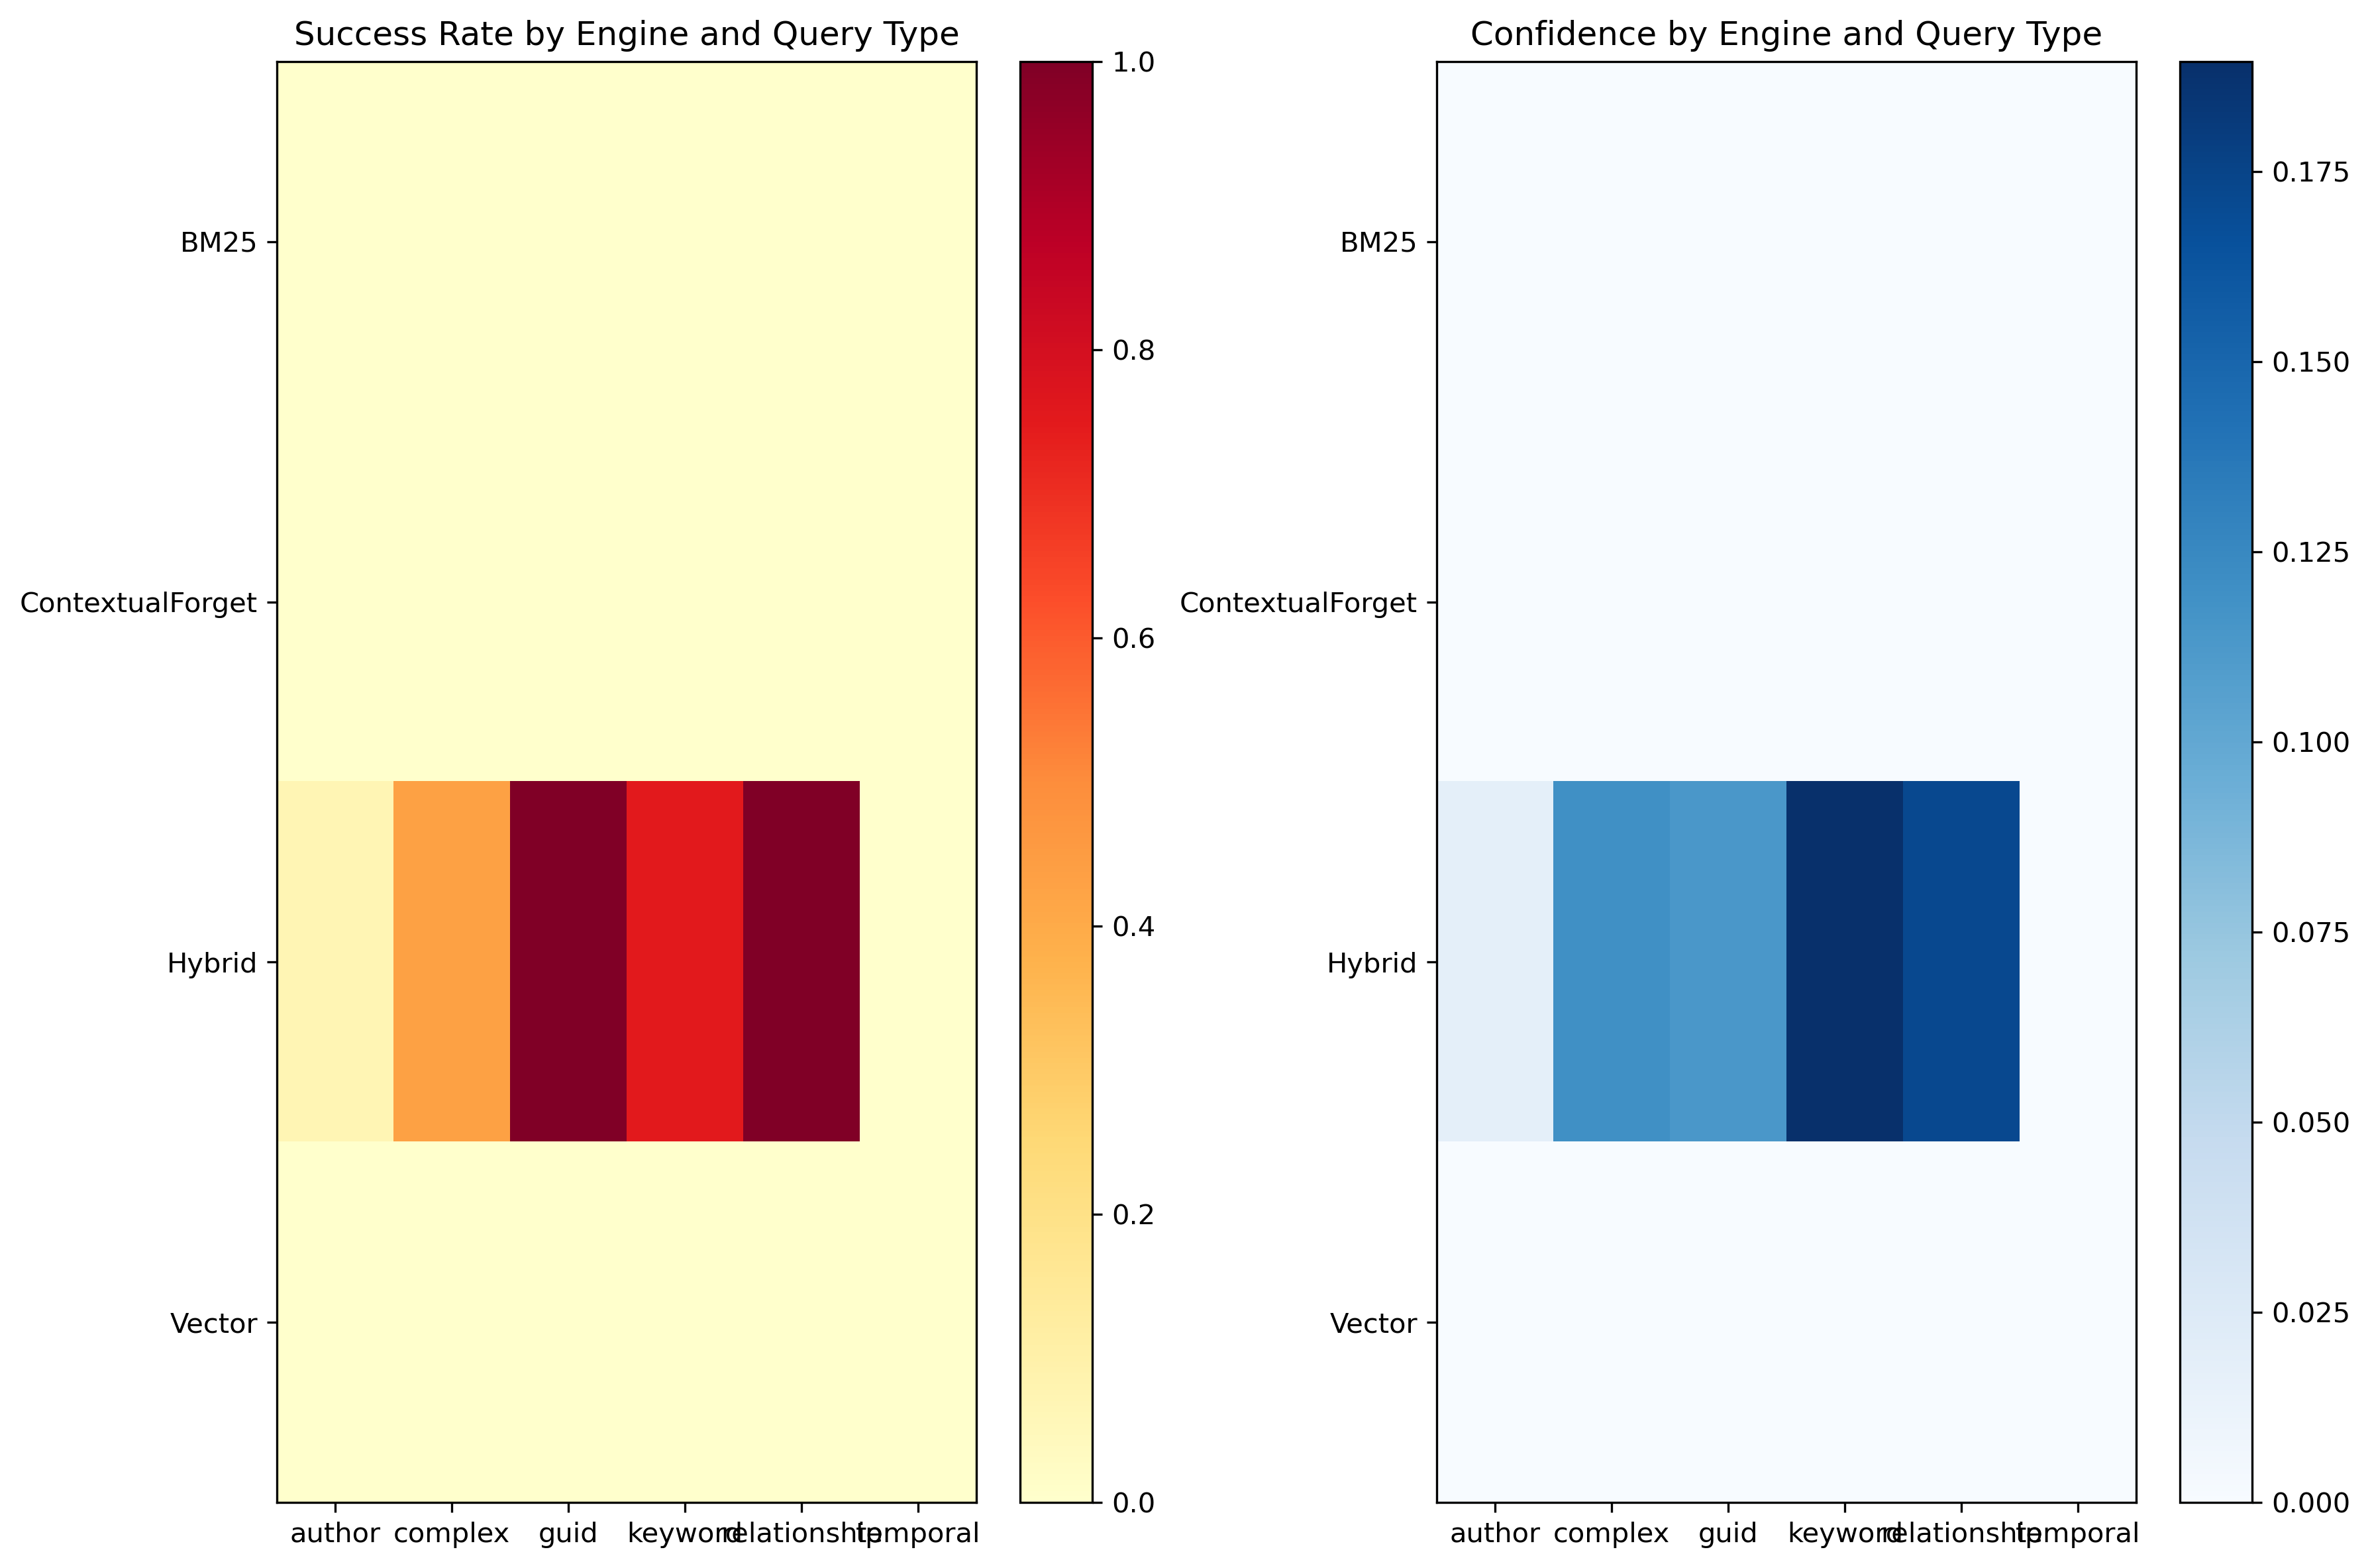 Success Rate by Engine and Query Type
BM25
ContextualForget
Hybrid
Vector
author complex guid keyword relationship temporal
1.0
0.8
0.6
0.4
0.2
0.0
Confidence by Engine and Query Type
BM25
ContextualForget
Hybrid
Vector
author complex guid keyword relationship temporal
0.175
0.150
0.125
0.100
0.075
0.050
0.025
0.000